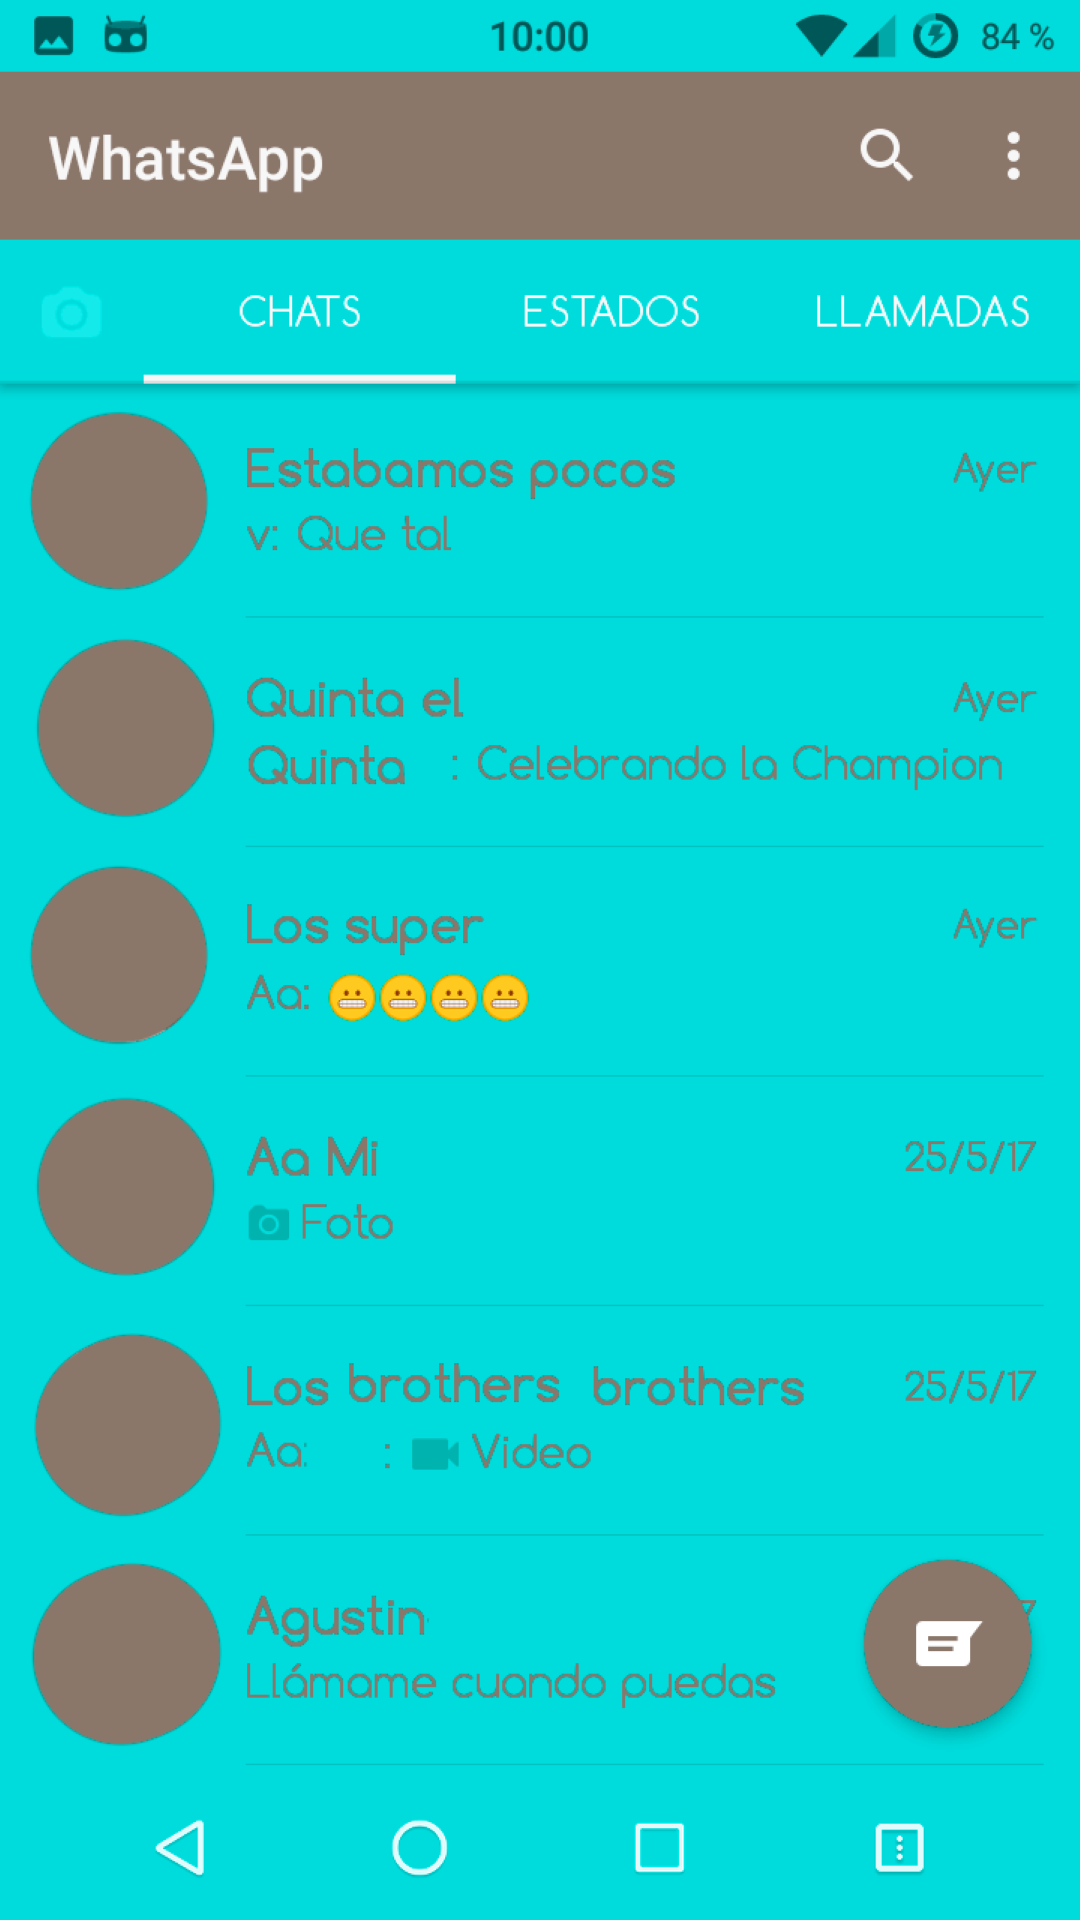 10:00 84 %
WhatsApp
CHATS ESTADOS LLAMADAS
Estabamos pocos Ayer
v: Que tal
Quinta el Ayer
Quinta : Celebrando la Champion
Los super Ayer
Aa: 😬😬😬😬
Aa Mi 25/5/17
Foto
Los brothers brothers 25/5/17
Aa: : Video
Agustin 7
Llámame cuando puedas